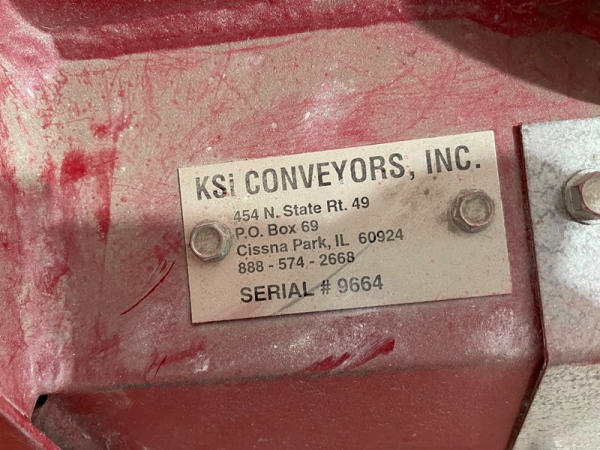 KSi CONVEYORS, INC.
454 N. State Rt. 49
P.O. Box 69
Cissna Park, IL 60924
888 - 574 - 2668
SERIAL # 9664